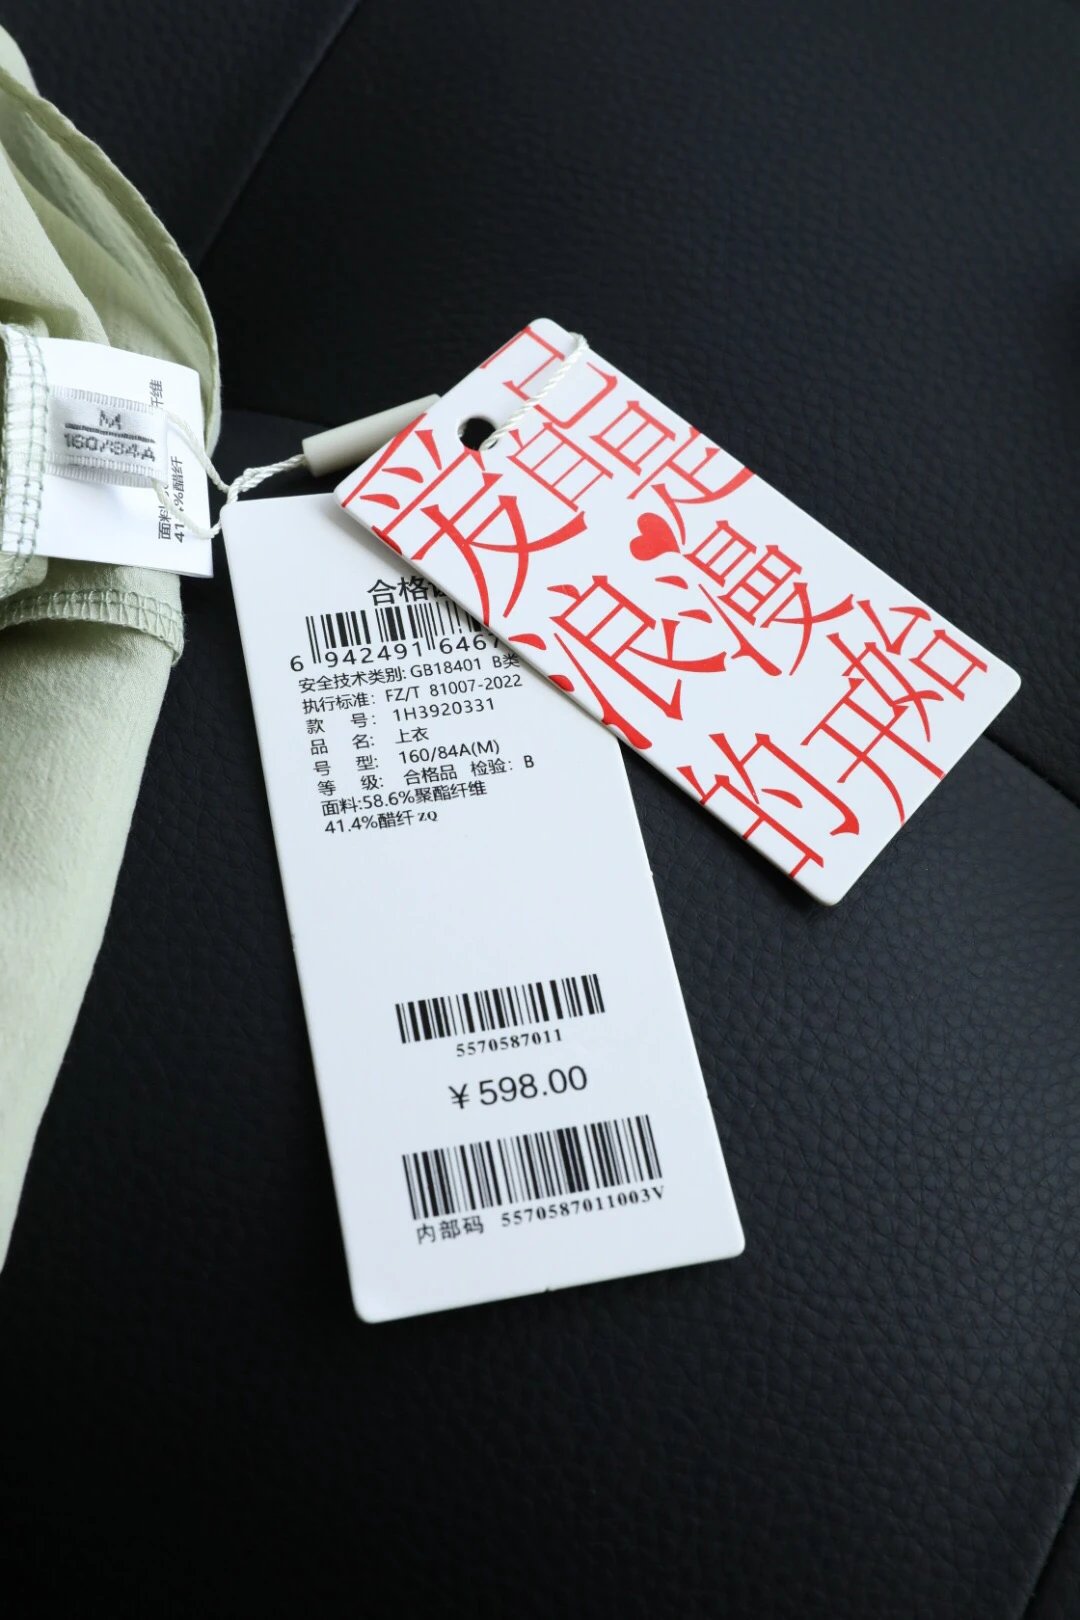 M
160/84A
纤维
面料
41.4%醋纤
合格证
6 942491 6467
安全技术类别: GB18401 B类
执行标准: FZ/T 81007-2022
款 号: 1H3920331
品 名: 上衣
号 型: 160/84A(M)
等 级: 合格品 检验: B
面料:58.6%聚酯纤维
41.4%醋纤 ZQ
5570587011
¥598.00
内部码 5570587011003V
爱自己是
浪漫
的开始